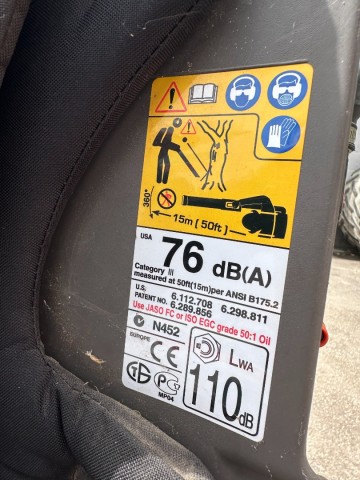 360°
15m [ 50ft ]
USA 76 dB(A)
Category III
measured at 50ft(15m)per ANSI B175.2
U.S. 6.112.708 6.298.811
PATENT NO. 6.289.856
Use JASO FC or ISO EGC grade 50:1 Oil
N452
EUROPE
CE
LWA
110dB
MP04